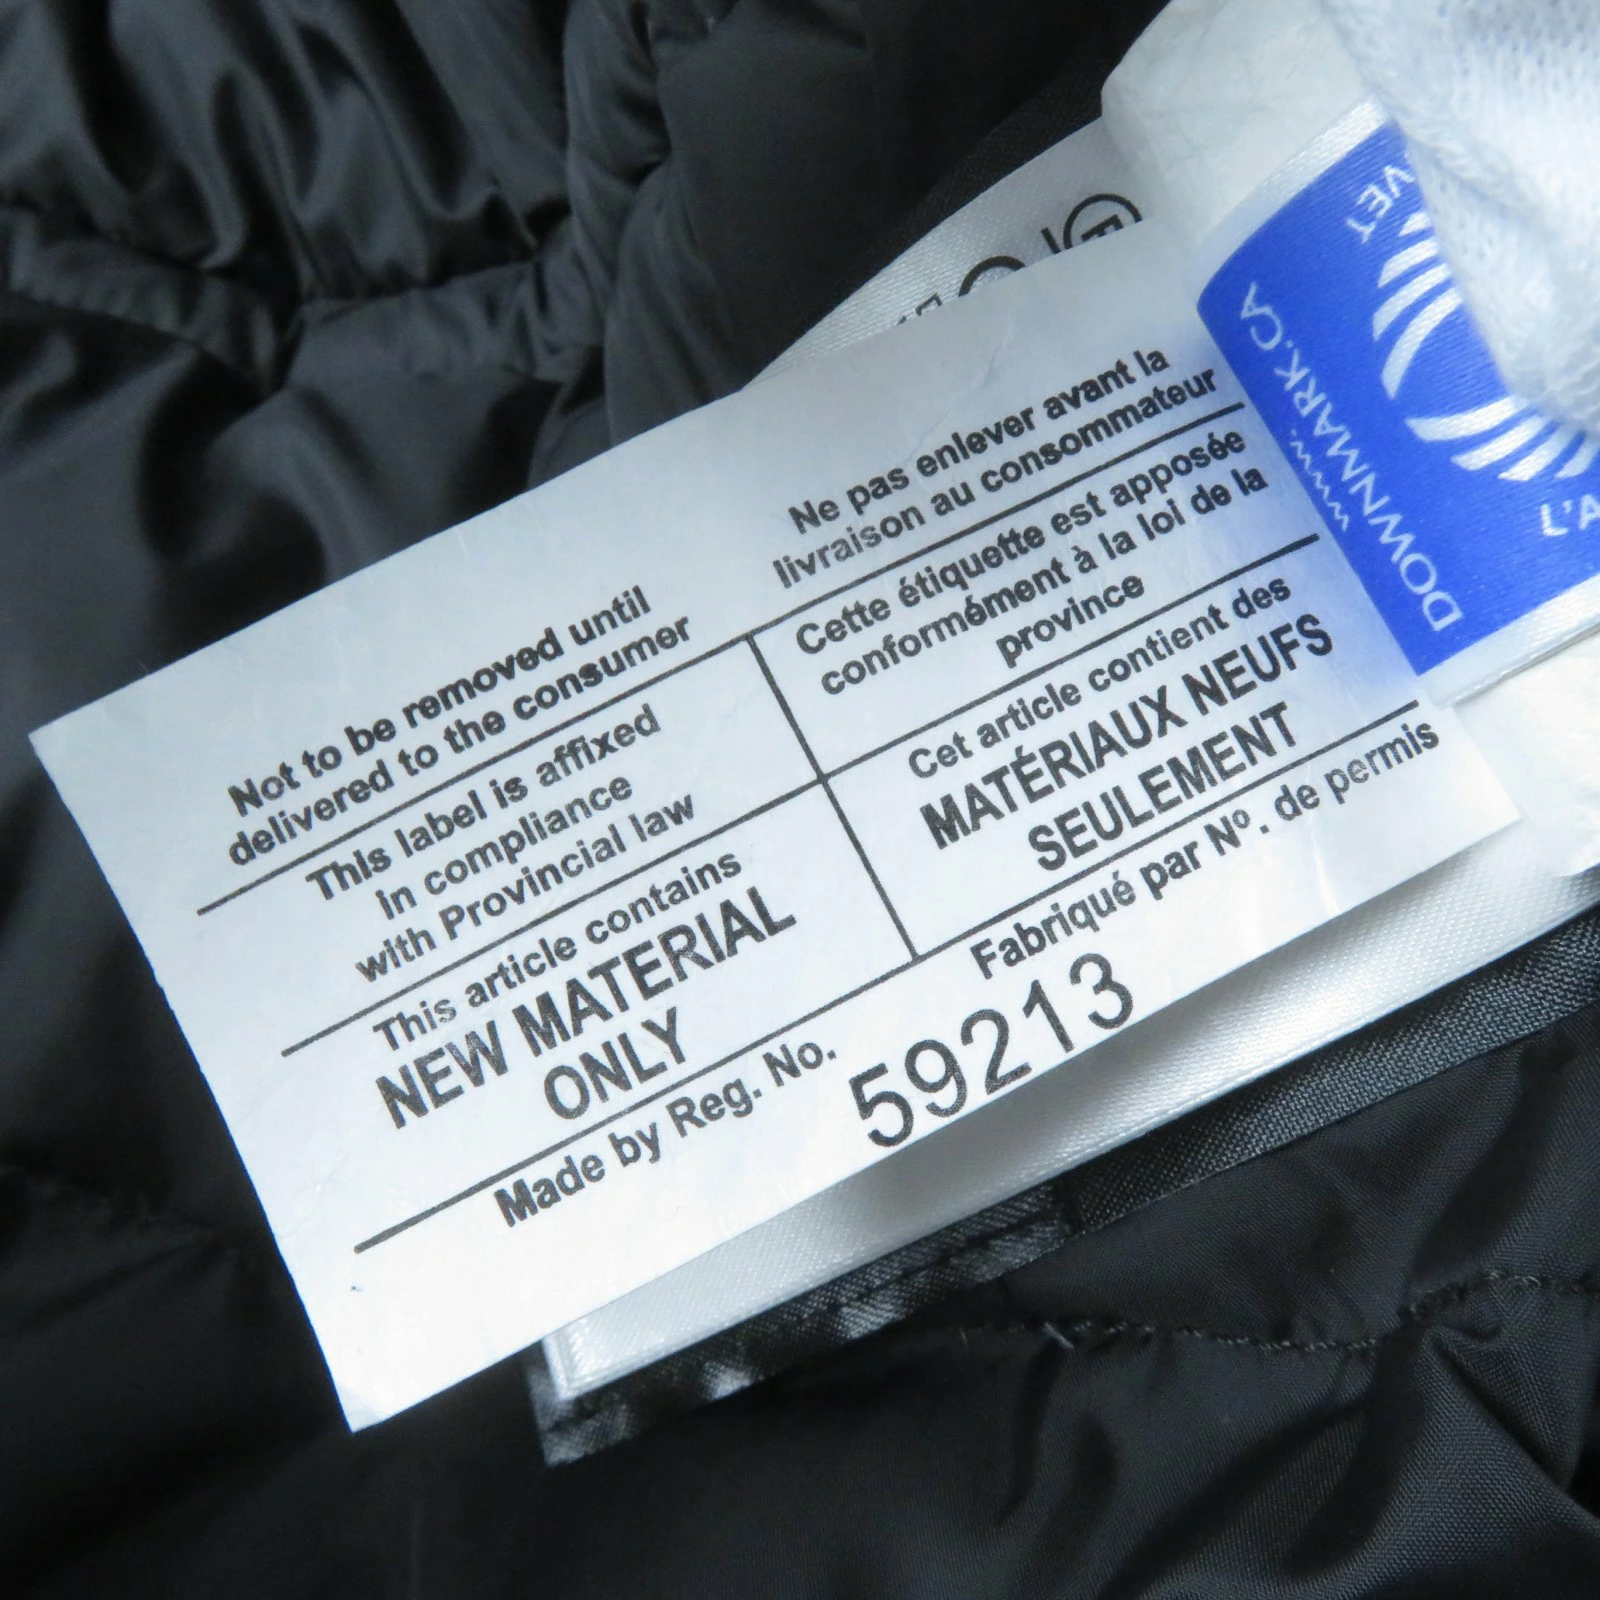 Not to be removed until
delivered to the consumer
Ne pas enlever avant la
livraison au consommateur
This label is affixed
in compliance
with Provincial law
Cette étiquette est apposée
conformément à la loi de la
province
This article contains
NEW MATERIAL
ONLY
Cet article contient des
MATÉRIAUX NEUFS
SEULEMENT
Made by Reg. No.
Fabriqué par Nº. de permis
59213
www.
DOWNMARK.CA